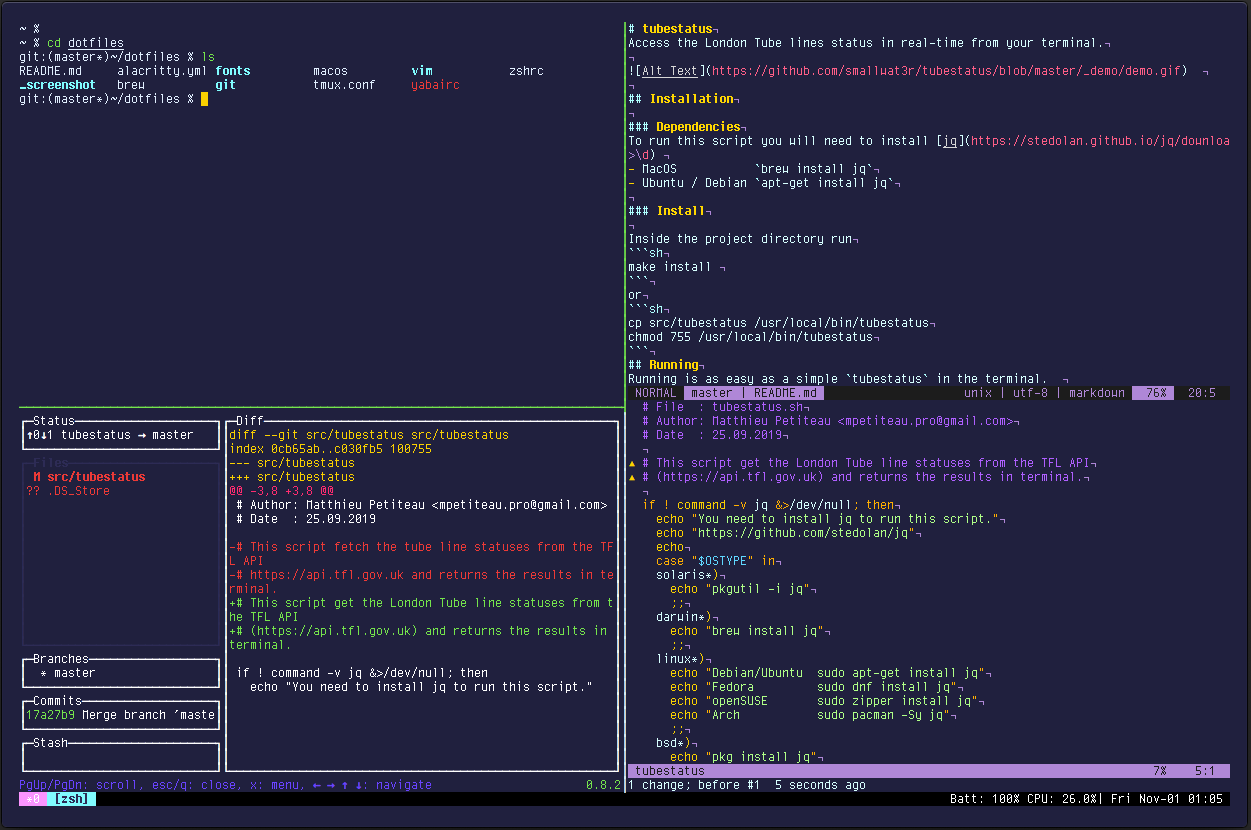 ~ %
~ % cd dotfiles
git:(master*)~/dotfiles % ls
README.md alacritty.yml fonts macos vim zshrc
_screenshot brew git tmux.conf yabairc
git:(master*)~/dotfiles %
# tubestatus¬
Access the London Tube lines status in real-time from your terminal.¬
¬
![Alt Text](https://github.com/smallwat3r/tubestatus/blob/master/_demo/demo.gif) ¬
¬
## Installation¬
¬
### Dependencies¬
To run this script you will need to install [jq](https://stedolan.github.io/jq/downloa
>\d) ¬
- MacOS `brew install jq`¬
- Ubuntu / Debian `apt-get install jq`¬
¬
### Install¬
¬
Inside the project directory run¬
```sh¬
make install ¬
```¬
or¬
```sh¬
cp src/tubestatus /usr/local/bin/tubestatus¬
chmod 755 /usr/local/bin/tubestatus¬
```¬
## Running¬
Running is as easy as a simple `tubestatus` in the terminal. ¬
NORMAL master | README.md unix | utf-8 | markdown 76% 20:5
Status
↑0↓1 tubestatus → master
Files
M src/tubestatus
?? .DS_Store
Branches
* master
Commits
17a27b9 Merge branch 'maste
Stash
Diff
diff --git src/tubestatus src/tubestatus
index 0cb65ab..c030fb5 100755
--- src/tubestatus
+++ src/tubestatus
@@ -3,8 +3,8 @@
# Author: Matthieu Petiteau <mpetiteau.pro@gmail.com>
# Date : 25.09.2019
-# This script fetch the tube line statuses from the TF
L API
-# https://api.tfl.gov.uk and returns the results in te
rminal.
+# This script get the London Tube line statuses from t
he TFL API
+# (https://api.tfl.gov.uk) and returns the results in
terminal.
if ! command -v jq &>/dev/null; then
echo "You need to install jq to run this script."
PgUp/PgDn: scroll, esc/q: close, x: menu, ← → ↑ ↓: navigate 0.8.2
# File : tubestatus.sh¬
# Author: Matthieu Petiteau <mpetiteau.pro@gmail.com>¬
# Date : 25.09.2019¬
¬
▲ # This script get the London Tube line statuses from the TFL API¬
▲ # (https://api.tfl.gov.uk) and returns the results in terminal.¬
¬
if ! command -v jq &>/dev/null; then¬
echo "You need to install jq to run this script."¬
echo "https://github.com/stedolan/jq"¬
echo¬
case "$OSTYPE" in¬
solaris*)¬
echo "pkgutil -i jq"¬
;;¬
darwin*)¬
echo "brew install jq"¬
;;¬
linux*)¬
echo "Debian/Ubuntu sudo apt-get install jq"¬
echo "Fedora sudo dnf install jq"¬
echo "openSUSE sudo zipper install jq"¬
echo "Arch sudo pacman -Sy jq"¬
;;¬
bsd*)¬
echo "pkg install jq"¬
tubestatus 7% 5:1
1 change; before #1 5 seconds ago
*0 [zsh] Batt: 100% CPU: 26.0%| Fri Nov-01 01:05